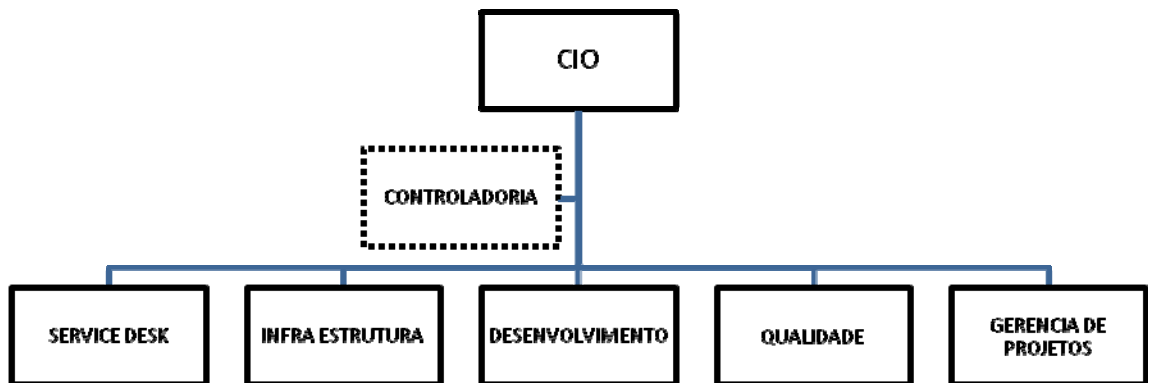 CIO
CONTROLADORIA
SERVICE DESK
INFRA ESTRUTURA
DESENVOLVIMENTO
QUALIDADE
GERENCIA DE
PROJETOS